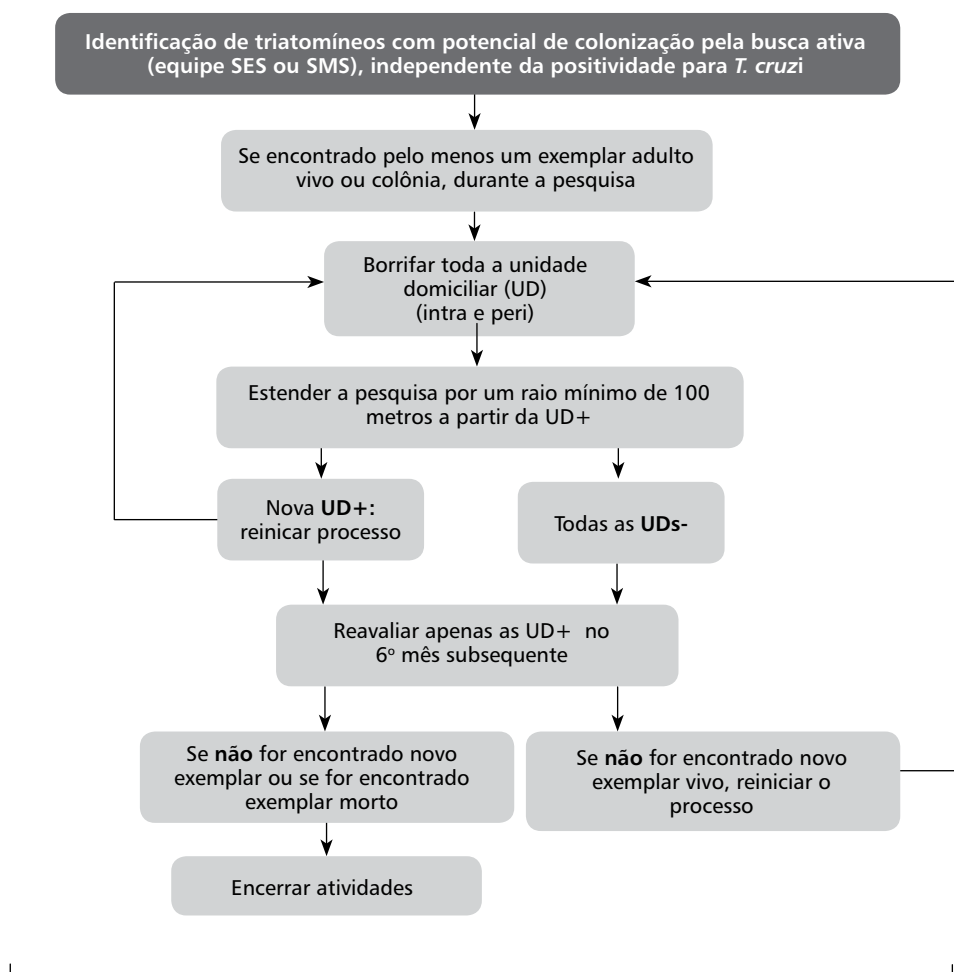 Identificação de triatomíneos com potencial de colonização pela busca ativa
(equipe SES ou SMS), independente da positividade para T. cruzi
Se encontrado pelo menos um exemplar adulto
vivo ou colônia, durante a pesquisa
Borrifar toda a unidade
domiciliar (UD)
(intra e peri)
Estender a pesquisa por um raio mínimo de 100
metros a partir da UD+
Nova UD+:
reinicar processo
Todas as UDs-
Reavaliar apenas as UD+ no
6º mês subsequente
Se não for encontrado novo
exemplar ou se for encontrado
exemplar morto
Se não for encontrado novo
exemplar vivo, reiniciar o
processo
Encerrar atividades